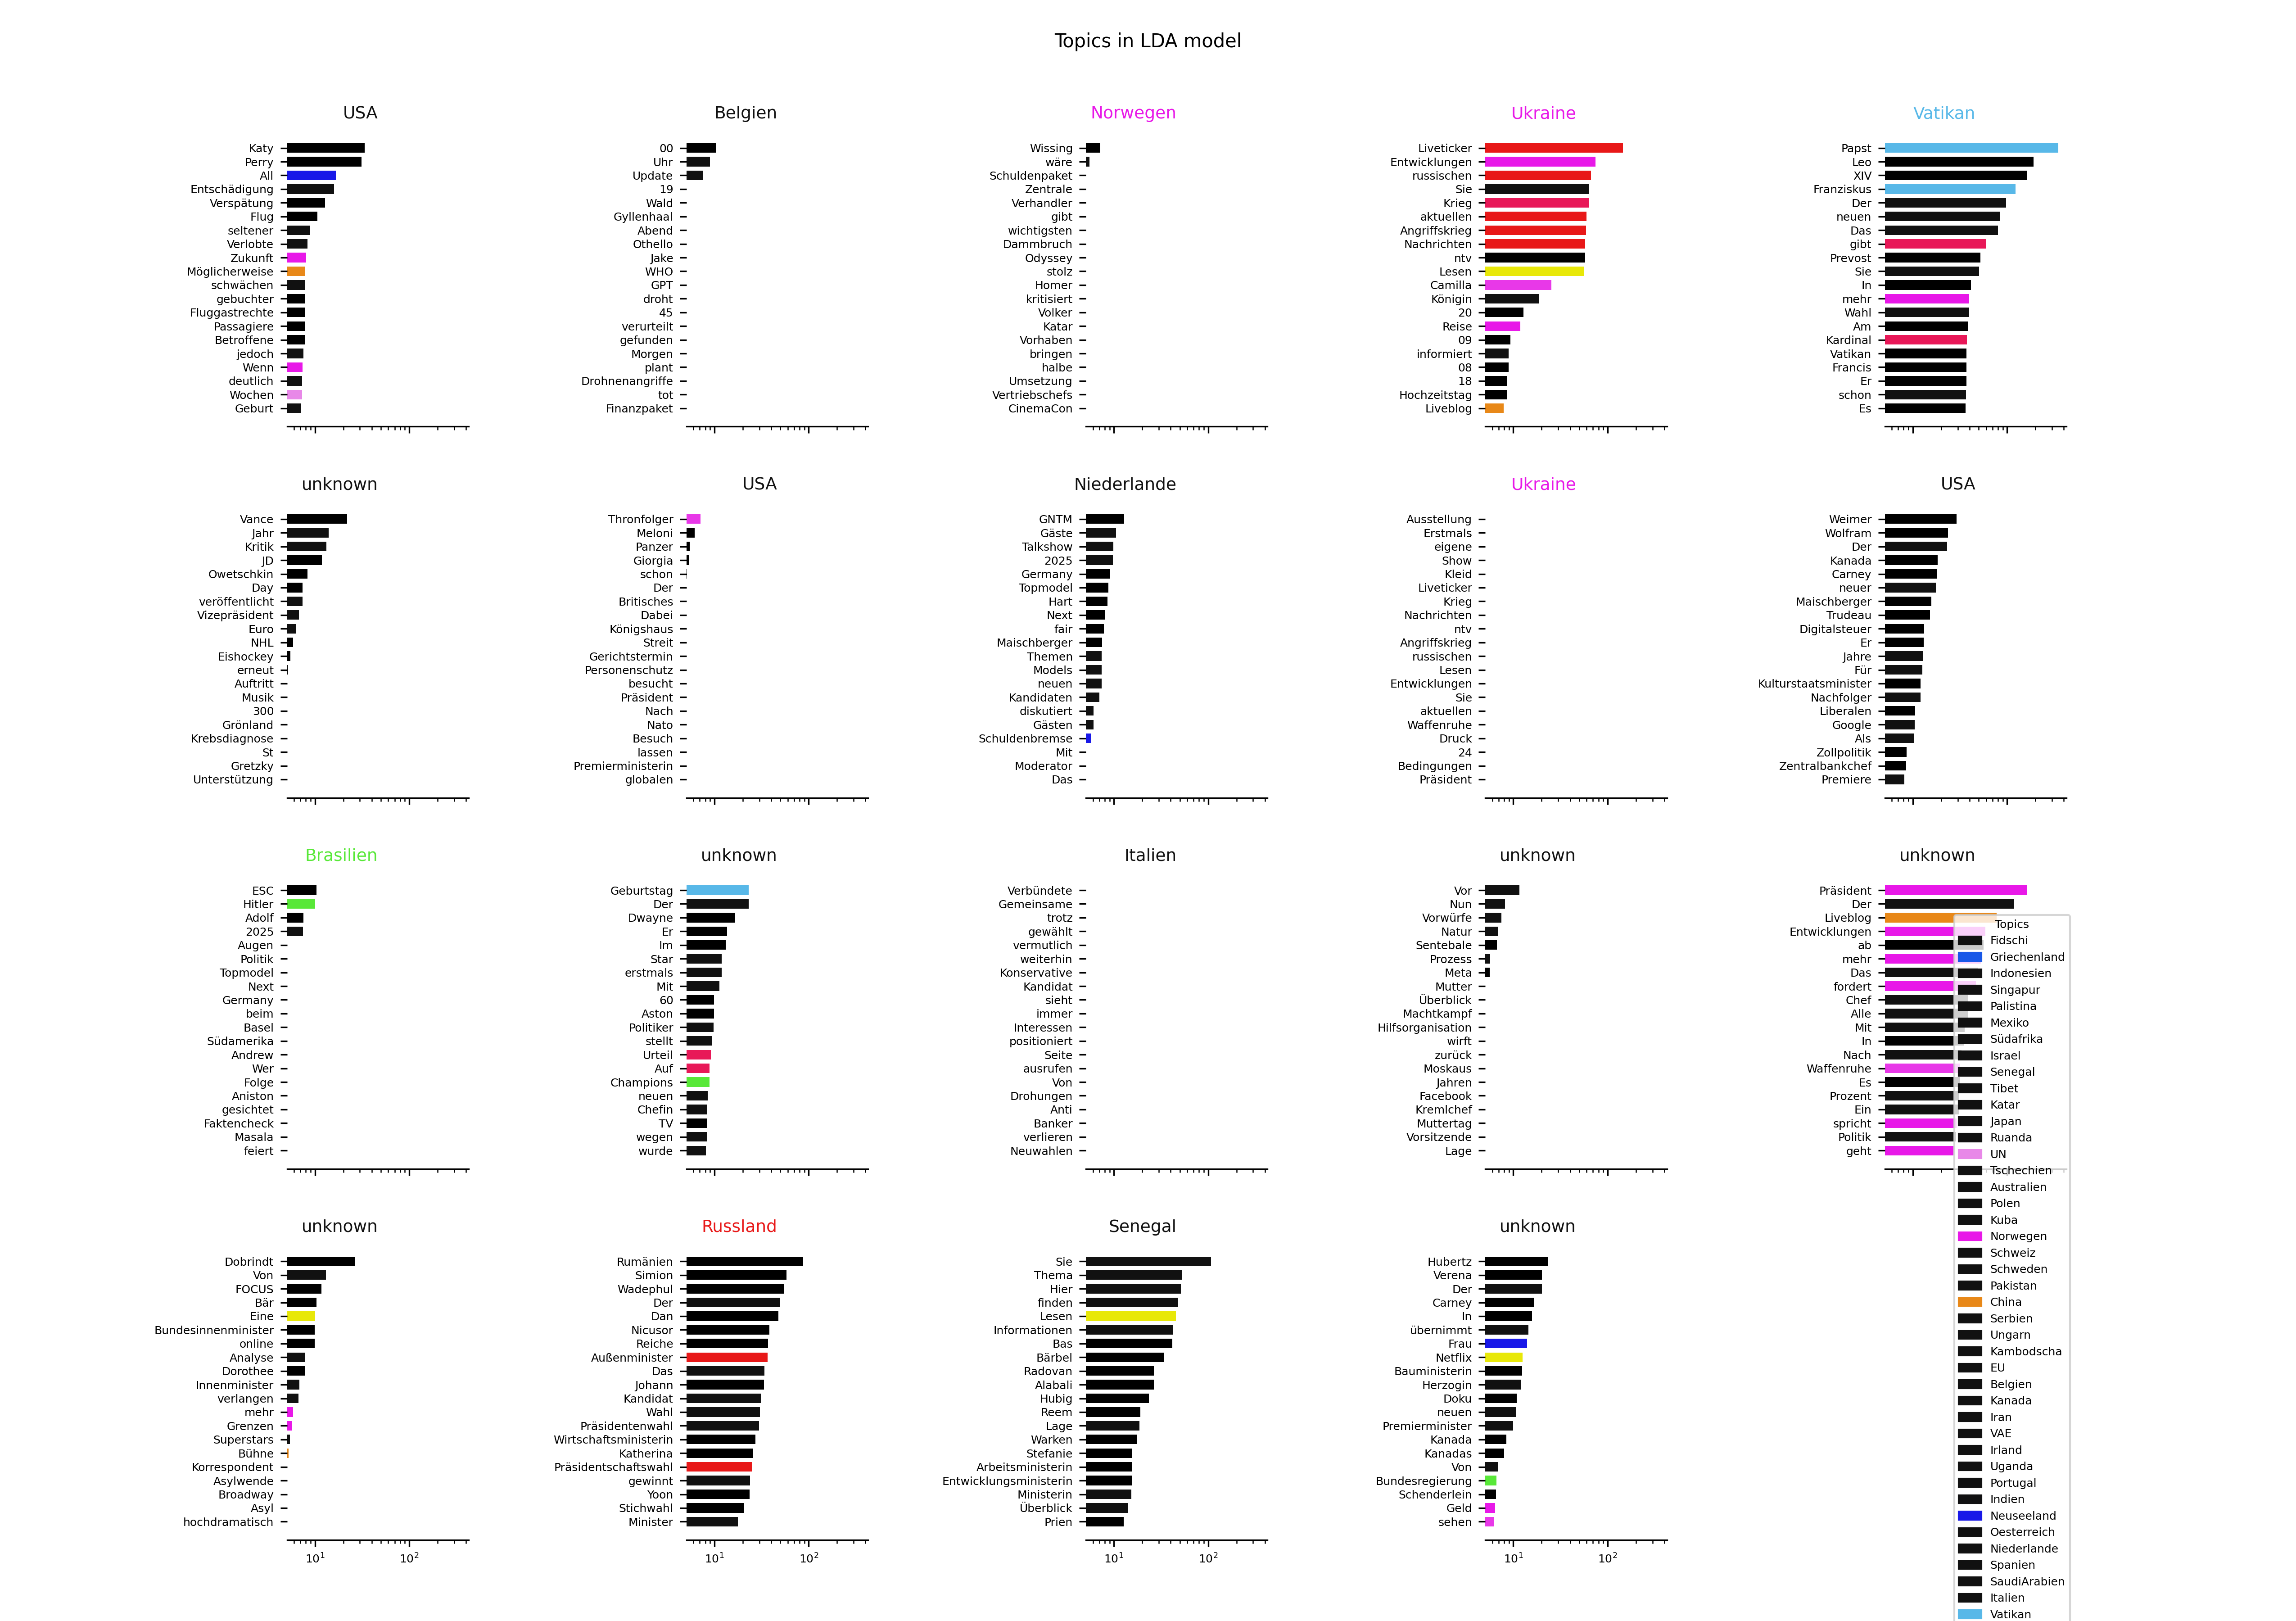 Topics in LDA model
USA
Katy
Perry
All
Entschädigung
Verspätung
Flug
seltener
Verlobte
Zukunft
Möglicherweise
schwächen
gebuchter
Fluggastrechte
Passagiere
Betroffene
jedoch
Wenn
deutlich
Wochen
Geburt
Belgien
00
Uhr
Update
19
Wald
Gyllenhaal
Abend
Othello
Jake
WHO
GPT
droht
45
verurteilt
gefunden
Morgen
plant
Drohnenangriffe
tot
Finanzpaket
Norwegen
Wissing
wäre
Schuldenpaket
Zentrale
Verhandler
gibt
wichtigsten
Dammbruch
Odyssey
stolz
Homer
kritisiert
Volker
Katar
Vorhaben
bringen
halbe
Umsetzung
Vertriebschefs
CinemaCon
Ukraine
Liveticker
Entwicklungen
russischen
Sie
Krieg
aktuellen
Angriffskrieg
Nachrichten
ntv
Lesen
Camilla
Königin
20
Reise
09
informiert
08
18
Hochzeitstag
Liveblog
Vatikan
Papst
Leo
XIV
Franziskus
Der
neuen
Das
gibt
Prevost
Sie
In
mehr
Wahl
Am
Kardinal
Vatikan
Francis
Er
schon
Es
unknown
Vance
Jahr
Kritik
JD
Owetschkin
Day
veröffentlicht
Vizepräsident
Euro
NHL
Eishockey
erneut
Auftritt
Musik
300
Grönland
Krebsdiagnose
St
Gretzky
Unterstützung
USA
Thronfolger
Meloni
Panzer
Giorgia
schon
Der
Britisches
Dabei
Königshaus
Streit
Gerichtstermin
Personenschutz
besucht
Präsident
Nach
Nato
Besuch
lassen
Premierministerin
globalen
Niederlande
GNTM
Gäste
Talkshow
2025
Germany
Topmodel
Hart
Next
fair
Maischberger
Themen
Models
neuen
Kandidaten
diskutiert
Gästen
Schuldenbremse
Mit
Moderator
Das
Ukraine
Ausstellung
Erstmals
eigene
Show
Kleid
Liveticker
Krieg
Nachrichten
ntv
Angriffskrieg
russischen
Lesen
Entwicklungen
Sie
aktuellen
Waffenruhe
Druck
24
Bedingungen
Präsident
USA
Weimer
Wolfram
Der
Kanada
Carney
neuer
Maischberger
Trudeau
Digitalsteuer
Er
Jahre
Für
Kulturstaatsminister
Nachfolger
Liberalen
Google
Als
Zollpolitik
Zentralbankchef
Premiere
Brasilien
ESC
Hitler
Adolf
2025
Augen
Politik
Topmodel
Next
Germany
beim
Basel
Südamerika
Andrew
Wer
Folge
Aniston
gesichtet
Faktencheck
Masala
feiert
unknown
Geburtstag
Der
Dwayne
Er
Im
Star
erstmals
Mit
60
Aston
Politiker
stellt
Urteil
Auf
Champions
neuen
Chefin
TV
wegen
wurde
Italien
Verbündete
Gemeinsame
trotz
gewählt
vermutlich
weiterhin
Konservative
Kandidat
sieht
immer
Interessen
positioniert
Seite
ausrufen
Von
Drohungen
Anti
Banker
verlieren
Neuwahlen
unknown
Vor
Nun
Vorwürfe
Natur
Sentebale
Prozess
Meta
Mutter
Überblick
Machtkampf
Hilfsorganisation
wirft
zurück
Moskaus
Jahren
Facebook
Kremlchef
Muttertag
Vorsitzende
Lage
unknown
Präsident
Der
Liveblog
Entwicklungen
ab
mehr
Das
fordert
Chef
Alle
Mit
In
Nach
Waffenruhe
Es
Prozent
Ein
spricht
Politik
geht
unknown
Dobrindt
Von
FOCUS
Bär
Eine
Bundesinnenminister
online
Analyse
Dorothee
Innenminister
verlangen
mehr
Grenzen
Superstars
Bühne
Korrespondent
Asylwende
Broadway
Asyl
hochdramatisch
10¹ 10²
Russland
Rumänien
Simion
Wadephul
Der
Dan
Nicusor
Reiche
Außenminister
Das
Johann
Kandidat
Wahl
Präsidentenwahl
Wirtschaftsministerin
Katherina
Präsidentschaftswahl
gewinnt
Yoon
Stichwahl
Minister
10¹ 10²
Senegal
Sie
Thema
Hier
finden
Lesen
Informationen
Bas
Bärbel
Radovan
Alabali
Hubig
Reem
Lage
Warken
Stefanie
Arbeitsministerin
Entwicklungsministerin
Ministerin
Überblick
Prien
10¹ 10²
unknown
Hubertz
Verena
Der
Carney
In
übernimmt
Frau
Netflix
Bauministerin
Herzogin
Doku
neuen
Premierminister
Kanada
Kanadas
Von
Bundesregierung
Schenderlein
Geld
sehen
10¹ 10²
Topics
Fidschi
Griechenland
Indonesien
Singapur
Palistina
Mexiko
Südafrika
Israel
Senegal
Tibet
Katar
Japan
Ruanda
UN
Tschechien
Australien
Polen
Kuba
Norwegen
Schweiz
Schweden
Pakistan
China
Serbien
Ungarn
Kambodscha
EU
Belgien
Kanada
Iran
VAE
Irland
Uganda
Portugal
Indien
Neuseeland
Oesterreich
Niederlande
Spanien
SaudiArabien
Italien
Vatikan